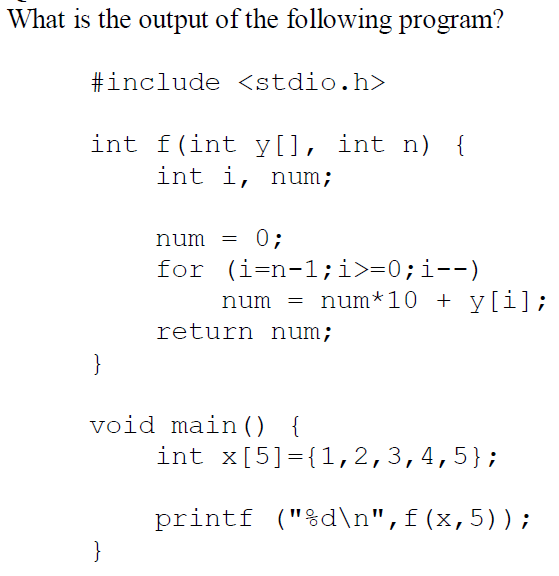 What is the output of the following program?
#include <stdio.h>
int f(int y[], int n) {
int i, num;
num = 0;
for (i=n-1;i>=0;i--)
num = num*10 + y[i];
return num;
}
void main() {
int x[5]={1,2,3,4,5};
printf ("%d\n",f(x,5));
}